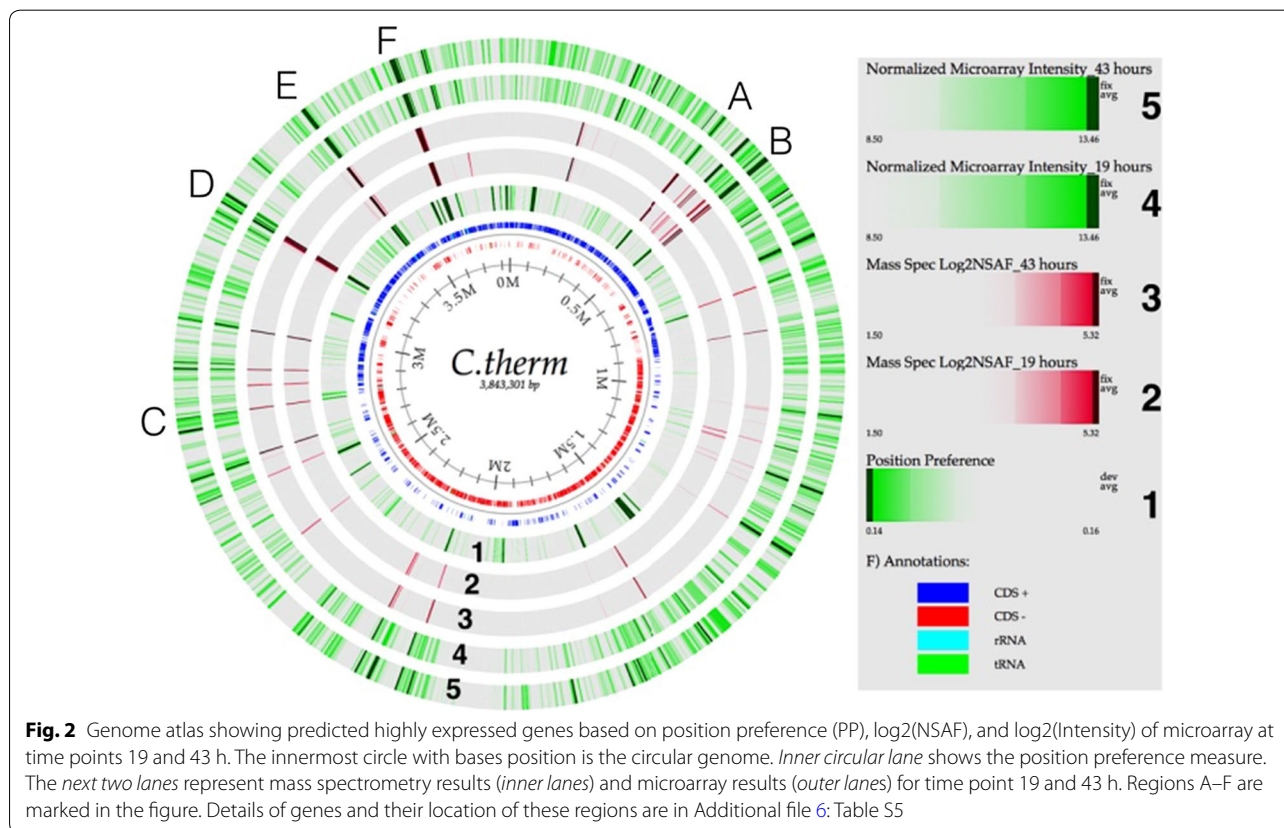 F
E
A
B
D
C
0M
0.5M
1M
1.5M
2M
2.5M
3M
3.5M
C.therm
3,843,301 bp
1
2
3
4
5
Normalized Microarray Intensity_43 hours
fix
avg
5
8.50 13.46
Normalized Microarray Intensity_19 hours
fix
avg
4
8.50 13.46
Mass Spec Log2NSAF_43 hours
fix
avg
3
1.50 5.32
Mass Spec Log2NSAF_19 hours
fix
avg
2
1.50 5.32
Position Preference
dev
avg
1
0.14 0.16
F) Annotations:
CDS +
CDS -
rRNA
tRNA
Fig. 2 Genome atlas showing predicted highly expressed genes based on position preference (PP), log2(NSAF), and log2(Intensity) of microarray at
time points 19 and 43 h. The innermost circle with bases position is the circular genome. Inner circular lane shows the position preference measure.
The next two lanes represent mass spectrometry results (inner lanes) and microarray results (outer lanes) for time point 19 and 43 h. Regions A–F are
marked in the figure. Details of genes and their location of these regions are in Additional file 6: Table S5